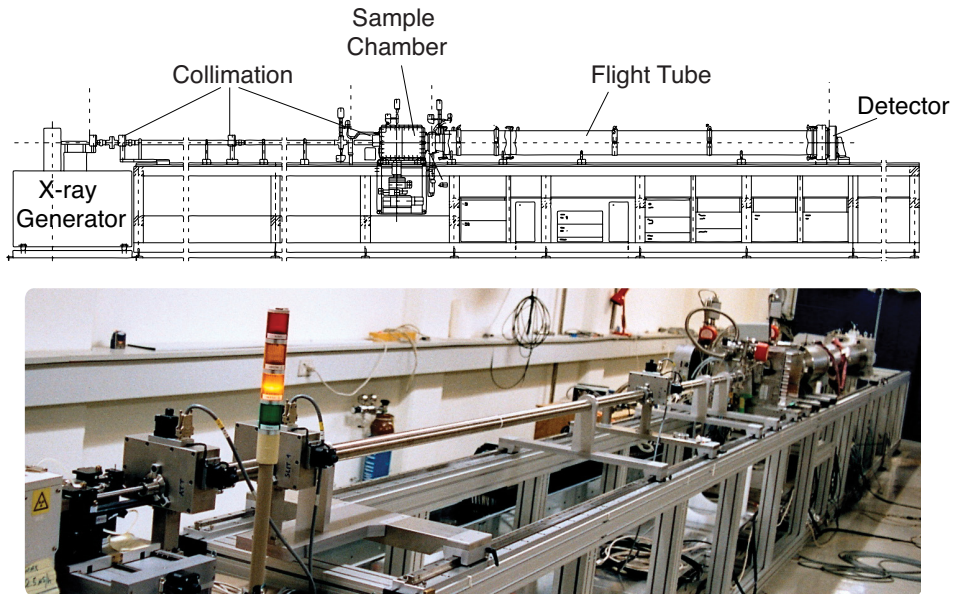 Sample
Chamber
Collimation
Flight Tube
Detector
X-ray
Generator